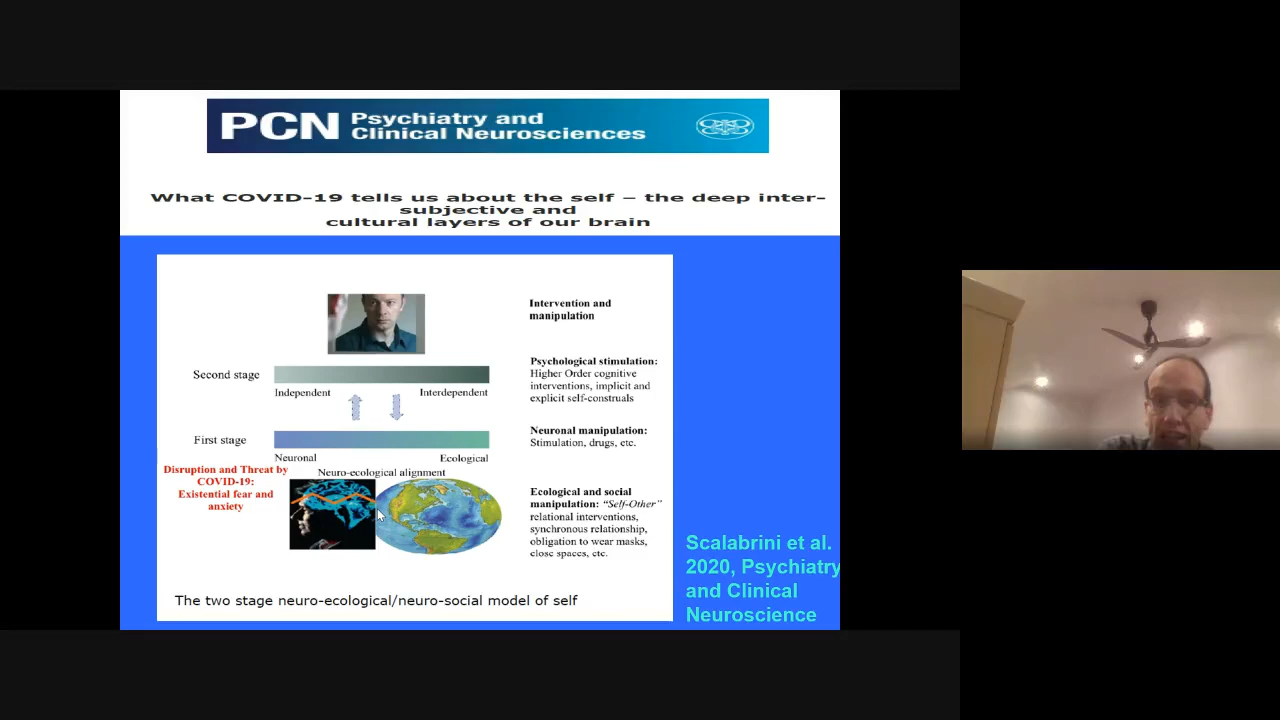 PCN Psychiatry and
Clinical Neurosciences
What COVID-19 tells us about the self – the deep inter-
subjective and
cultural layers of our brain
Intervention and
manipulation
Second stage
Independent
Interdependent
Psychological stimulation:
Higher Order cognitive
interventions, implicit and
explicit self-construals
First stage
Neuronal
Ecological
Neuronal manipulation:
Stimulation, drugs, etc.
Neuro-ecological alignment
Disruption and Threat by
COVID-19:
Existential fear and
anxiety
Ecological and social
manipulation: “Self-Other”
relational interventions,
synchronous relationship,
obligation to wear masks,
close spaces, etc.
The two stage neuro-ecological/neuro-social model of self
Scalabrini et al.
2020, Psychiatry
and Clinical
Neuroscience